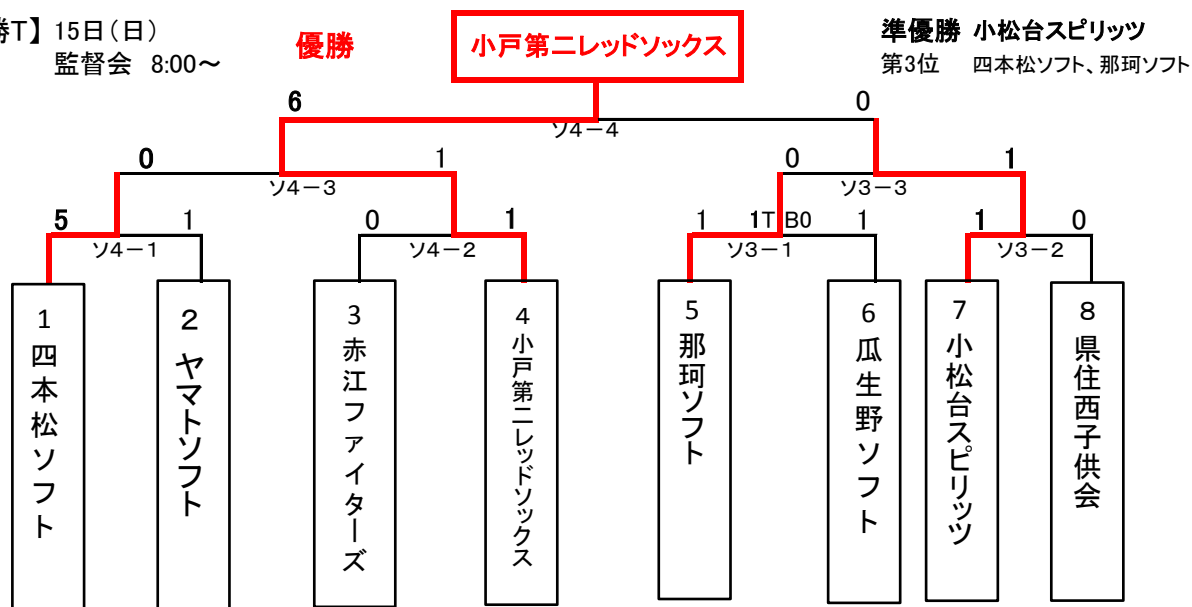 勝T】 15日(日)
監督会 8:00～
優勝
小戸第二レッドソックス
準優勝 小松台スピリッツ
第3位 四本松ソフト、那珂ソフト
6 0
ソ4－4
0 1 0 1
ソ4－3 ソ3－3
5 1 0 1 1 1TB0 1 1 0
ソ4－1 ソ4－2 ソ3－1 ソ3－2
1 四本松ソフト
2 ヤマトソフト
3 赤江ファイターズ
4 小戸第二レッドソックス
5 那珂ソフト
6 瓜生野ソフト
7 小松台スピリッツ
8 県住西子供会